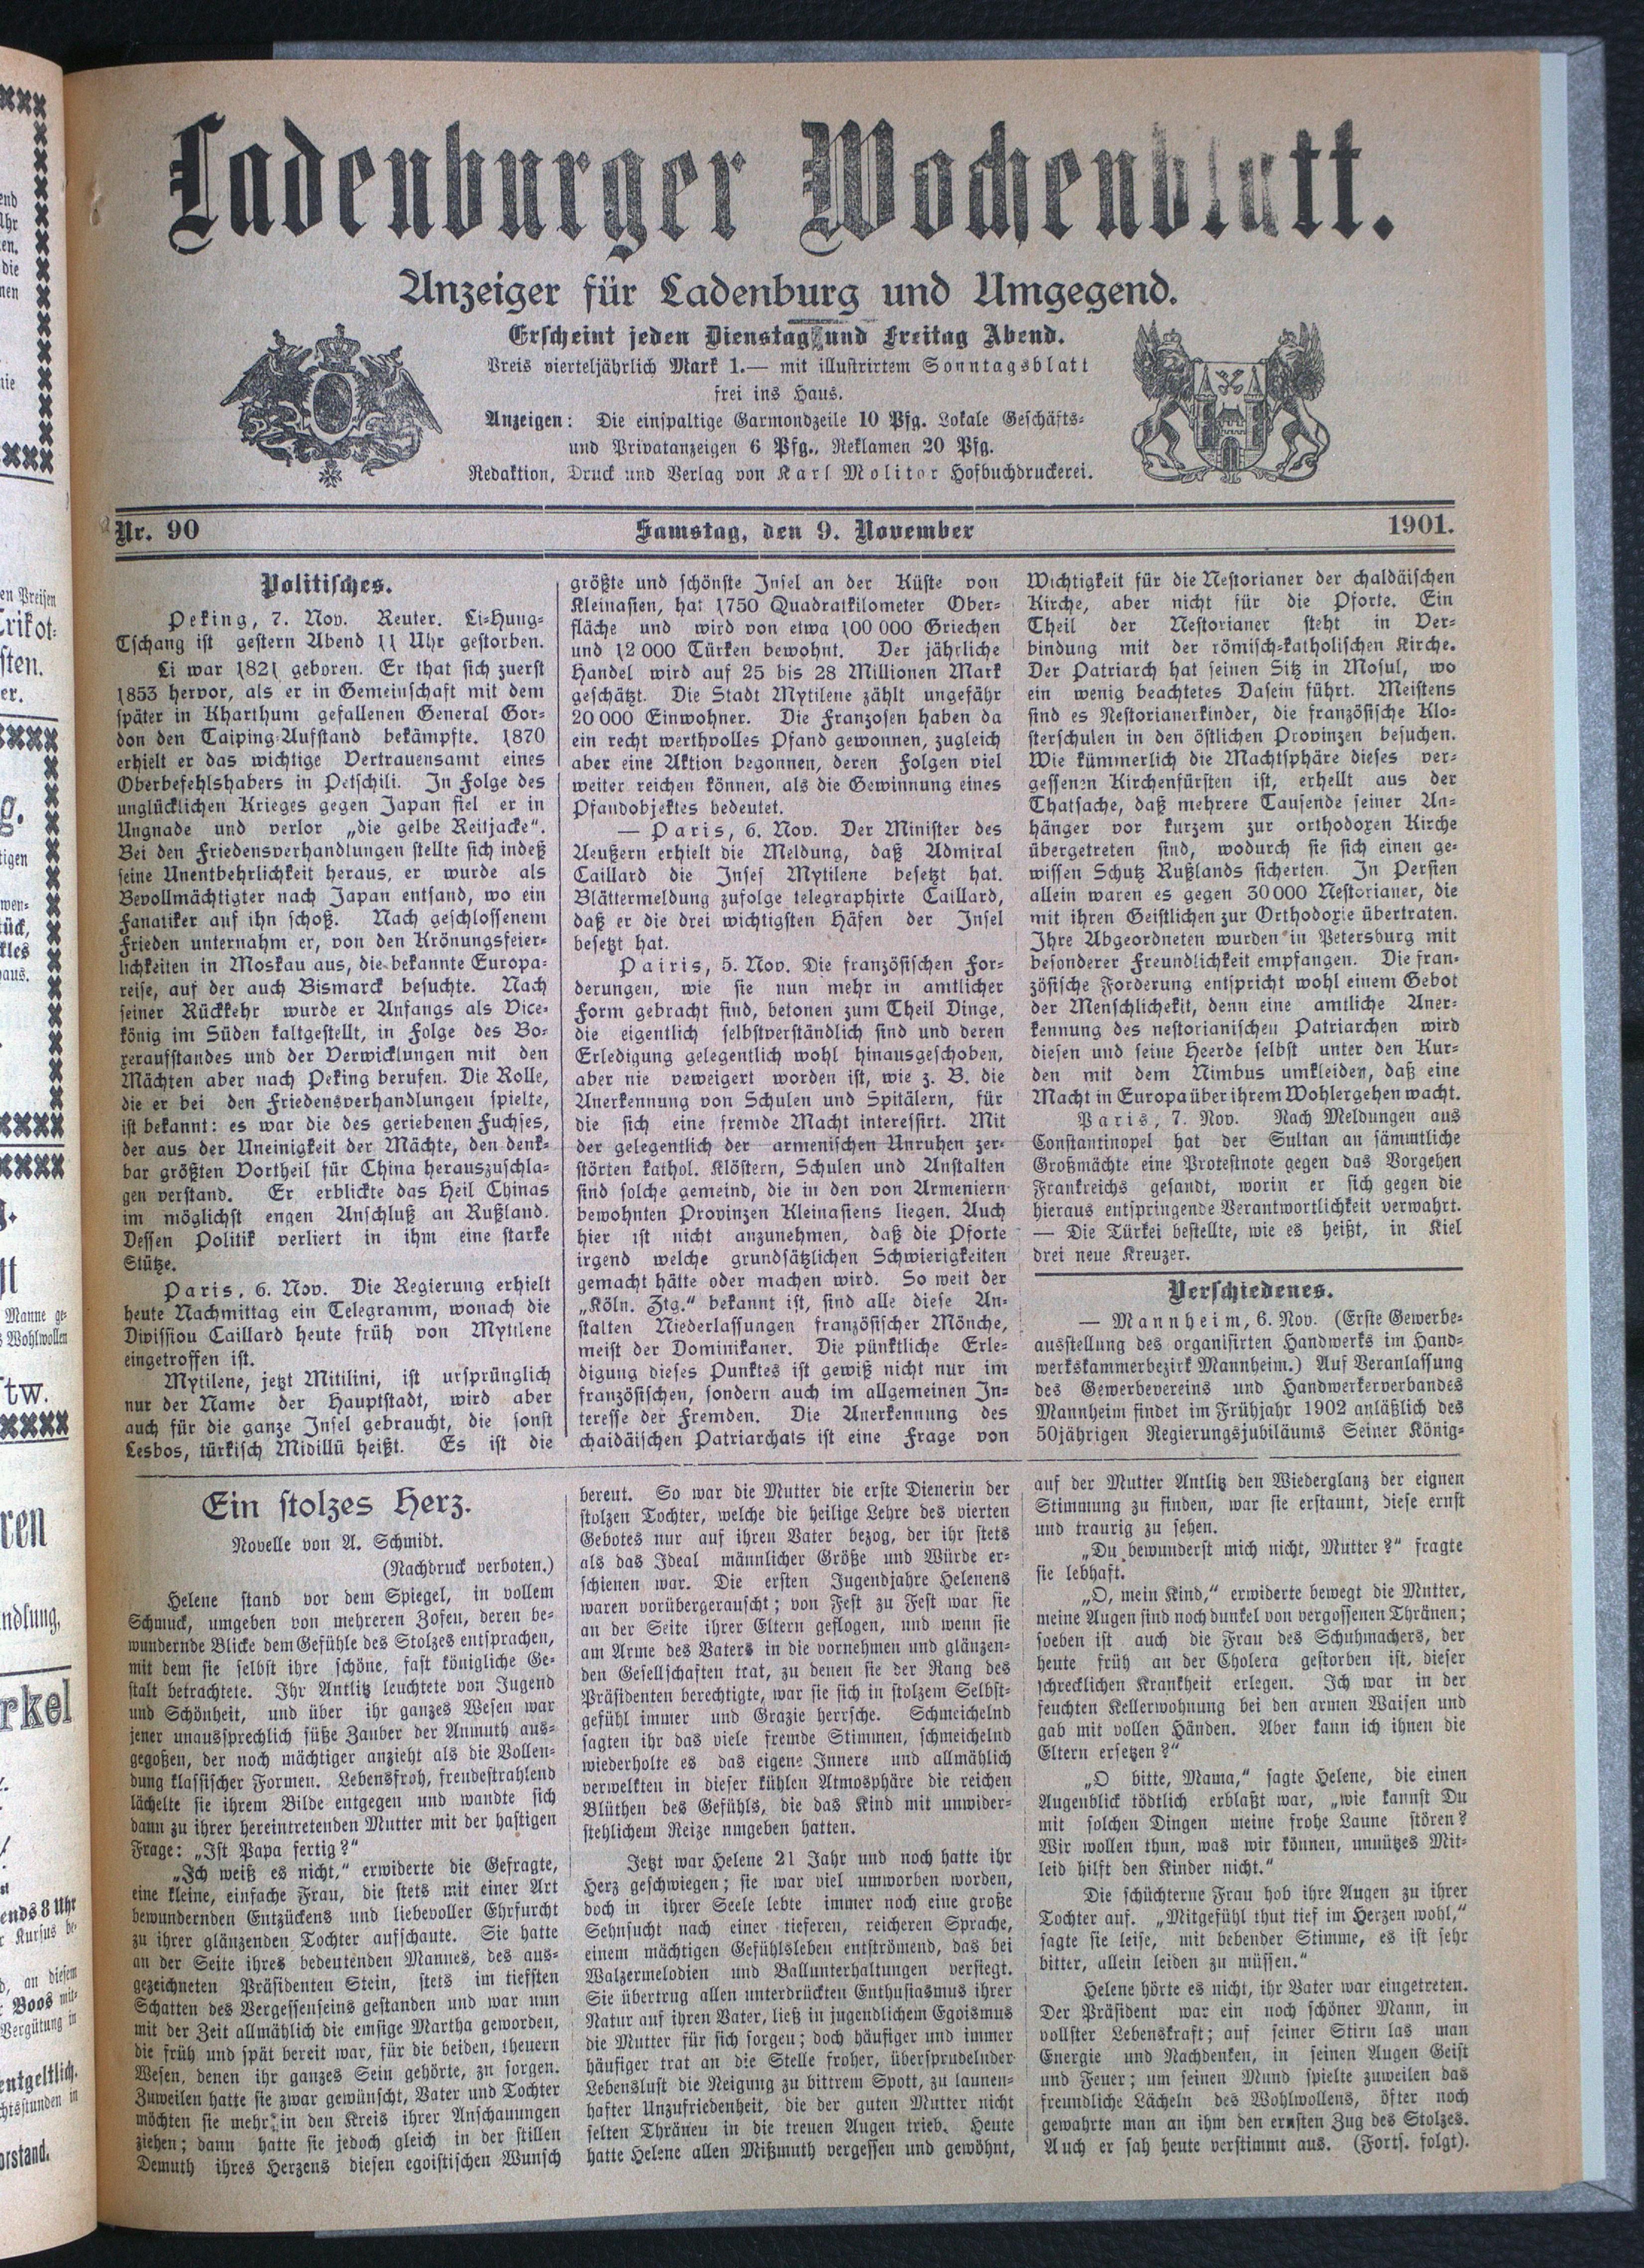 Ladenburger Wochenblatt.
Anzeiger für Ladenburg und Umgegend.
Erscheint jeden Dienstag und Freitag Abend.
Preis vierteljährlich Mark 1.— mit illustrirtem Sonntagsblatt
frei ins Haus.
Anzeigen: Die einspaltige Garmondzeile 10 Pfg. Lokale Geschäfts-
und Privatanzeigen 6 Pfg., Reklamen 20 Pfg.
Redaktion, Druck und Verlag von Karl Molitor Hofbuchdruckerei.
Nr. 90
Samstag, den 9. November
1901.
Politisches.
Peking, 7. Nov. Reuter. Li-Hung-
Tschang ist gestern Abend 11 Uhr gestorben.
Li war 1821 geboren. Er that sich zuerst
1853 hervor, als er in Gemeinschaft mit dem
später in Kharthum gefallenen General Gor-
don den Taiping-Aufstand bekämpfte. 1870
erhielt er das wichtige Vertrauensamt eines
Oberbefehlshabers in Petschili. In Folge des
unglücklichen Krieges gegen Japan fiel er in
Ungnade und verlor „die gelbe Reitjacke“.
Bei den Friedensverhandlungen stellte sich indeß
seine Unentbehrlichkeit heraus, er wurde als
Bevollmächtigter nach Japan entsand, wo ein
Fanatiker auf ihn schoß. Nach geschlossenem
Frieden unternahm er, von den Krönungsfeier-
lichkeiten in Moskau aus, die bekannte Europa-
reise, auf der auch Bismarck besuchte. Nach
seiner Rückkehr wurde er Anfangs als Vice-
könig im Süden kaltgestellt, in Folge des Bo-
xeraufstandes und der Verwicklungen mit den
Mächten aber nach Peking berufen. Die Rolle,
die er bei den Friedensverhandlungen spielte,
ist bekannt: es war die des geriebenen Fuchses,
der aus der Uneinigkeit der Mächte, den denk-
bar größten Vortheil für China herauszuschla-
gen verstand. Er erblickte das Heil Chinas
im möglichst engen Anschluß an Rußland.
Dessen Politik verliert in ihm eine starke
Stütze.
Paris, 6. Nov. Die Regierung erhielt
heute Nachmittag ein Telegramm, wonach die
Divission Caillard heute früh von Mytilene
eingetroffen ist.
Mytilene, jetzt Mitilini, ist ursprünglich
nur der Name der Hauptstadt, wird aber
auch für die ganze Insel gebraucht, die sonst
Lesbos, türkisch Midillü heißt. Es ist die
größte und schönste Insel an der Küste von
Kleinasien, hat 1750 Quadratkilometer Ober-
fläche und wird von etwa 100 000 Griechen
und 12 000 Türken bewohnt. Der jährliche
Handel wird auf 25 bis 28 Millionen Mark
geschätzt. Die Stadt Mytilene zählt ungefähr
20 000 Einwohner. Die Franzosen haben da
ein recht werthvolles Pfand gewonnen, zugleich
aber eine Aktion begonnen, deren Folgen viel
weiter reichen können, als die Gewinnung eines
Pfandobjektes bedeutet.
— Paris, 6. Nov. Der Minister des
Aeußern erhielt die Meldung, daß Admiral
Caillard die Insel Mytilene besetzt hat.
Blättermeldung zufolge telegraphirte Caillard,
daß er die drei wichtigsten Häfen der Insel
besetzt hat.
Pairis, 5. Nov. Die französischen For-
derungen, wie sie nun mehr in amtlicher
Form gebracht sind, betonen zum Theil Dinge,
die eigentlich selbstverständlich sind und deren
Erledigung gelegentlich wohl hinausgeschoben,
aber nie veweigert worden ist, wie z. B. die
Anerkennung von Schulen und Spitälern, für
die sich eine fremde Macht interessirt. Mit
der gelegentlich der armenischen Unruhen zer-
störten kathol. Klöstern, Schulen und Anstalten
sind solche gemeind, die in den von Armeniern
bewohnten Provinzen Kleinasiens liegen. Auch
hier ist nicht anzunehmen, daß die Pforte
irgend welche grundsätzlichen Schwierigkeiten
gemacht hätte oder machen wird. So weit der
„Köln. Ztg.“ bekannt ist, sind alle diese An-
stalten Niederlassungen französischer Mönche,
meist der Dominikaner. Die pünktliche Erle-
digung dieses Punktes ist gewiß nicht nur im
französischen, sondern auch im allgemeinen In-
teresse der Fremden. Die Anerkennung des
chaidäischen Patriarchats ist eine Frage von
Wichtigkeit für die Nestorianer der chaldäischen
Kirche, aber nicht für die Pforte. Ein
Theil der Nestorianer steht in Ver-
bindung mit der römisch-katholischen Kirche.
Der Patriarch hat seinen Sitz in Mosul, wo
ein wenig beachtetes Dasein führt. Meistens
sind es Nestorianerkinder, die französische Klo-
sterschulen in den östlichen Provinzen besuchen.
Wie kümmerlich die Machtsphäre dieses ver-
gessenen Kirchenfürsten ist, erhellt aus der
Thatsache, daß mehrere Tausende seiner An-
hänger vor kurzem zur orthodoxen Kirche
übergetreten sind, wodurch sie sich einen ge-
wissen Schutz Rußlands sicherten. In Persien
allein waren es gegen 30 000 Nestorianer, die
mit ihren Geistlichen zur Orthodoxie übertraten.
Ihre Abgeordneten wurden in Petersburg mit
besonderer Freundlichkeit empfangen. Die fran-
zösische Forderung entspricht wohl einem Gebot
der Menschlichekit, denn eine amtliche Aner-
kennung des nestorianischen Patriarchen wird
diesen und seine Heerde selbst unter den Kur-
den mit dem Nimbus umkleiden, daß eine
Macht in Europa über ihrem Wohlergehen wacht.
Paris, 7. Nov. Nach Meldungen aus
Constantinopel hat der Sultan an sämmtliche
Großmächte eine Protestnote gegen das Vorgehen
Frankreichs gesandt, worin er sich gegen die
hieraus entspringende Verantwortlichkeit verwahrt.
— Die Türkei bestellte, wie es heißt, in Kiel
drei neue Kreuzer.
Verschiedenes.
— Mannheim, 6. Nov. (Erste Gewerbe-
ausstellung des organisirten Handwerks im Hand-
werkskammerbezirk Mannheim.) Auf Veranlassung
des Gewerbevereins und Handwerkerverbandes
Mannheim findet im Frühjahr 1902 anläßlich des
50jährigen Regierungsjubiläums Seiner König-
Ein stolzes Herz.
Novelle von A. Schmidt.
(Nachdruck verboten.)
Helene stand vor dem Spiegel, in vollem
Schmuck, umgeben von mehreren Zofen, deren be-
wundernde Blicke dem Gefühle des Stolzes entsprachen,
mit dem sie selbst ihre schöne, fast königliche Ge-
stalt betrachtete. Ihr Antlitz leuchtete von Jugend
und Schönheit, und über ihr ganzes Wesen war
jener unaussprechlich süße Zauber der Anmuth aus-
gegoßen, der noch mächtiger anzieht als die Vollen-
dung klassischer Formen. Lebensfroh, freudestrahlend
lächelte sie ihrem Bilde entgegen und wandte sich
dann zu ihrer hereintretenden Mutter mit der hastigen
Frage: „Ist Papa fertig?“
„Ich weiß es nicht,“ erwiderte die Gefragte,
eine kleine, einfache Frau, die stets mit einer Art
bewundernden Entzückens und liebevoller Ehrfurcht
zu ihrer glänzenden Tochter aufschaute. Sie hatte
an der Seite ihres bedeutenden Mannes, des aus-
gezeichneten Präsidenten Stein, stets im tiefsten
Schatten des Vergessenseins gestanden und war nun
mit der Zeit allmählich die emsige Martha geworden,
die früh und spät bereit war, für die beiden, theuern
Wesen, denen ihr ganzes Sein gehörte, zu sorgen.
Zuweilen hatte sie zwar gewünscht, Vater und Tochter
möchten sie mehr in den Kreis ihrer Anschauungen
ziehen; dann hatte sie jedoch gleich in der stillen
Demuth ihres Herzens diesen egoistischen Wunsch
bereut. So war die Mutter die erste Dienerin der
stolzen Tochter, welche die heilige Lehre des vierten
Gebotes nur auf ihren Vater bezog, der ihr stets
als das Ideal männlicher Größe und Würde er-
schienen war. Die ersten Jugendjahre Helenens
waren vorübergerauscht; von Fest zu Fest war sie
an der Seite ihrer Eltern geflogen, und wenn sie
am Arme des Vaters in die vornehmen und glänzen-
den Gesellschaften trat, zu denen sie der Rang des
Präsidenten berechtigte, war sie sich in stolzem Selbst-
gefühl immer und Grazie herrsche. Schmeichelnd
sagten ihr das viele fremde Stimmen, schmeichelnd
wiederholte es das eigene Innere und allmählich
verwelkten in dieser kühlen Atmosphäre die reichen
Blüthen des Gefühls, die das Kind mit unwider-
stehlichem Reize umgeben hatten.
Jetzt war Helene 21 Jahr und noch hatte ihr
Herz geschwiegen; sie war viel umworben worden,
doch in ihrer Seele lebte immer noch eine große
Sehnsucht nach einer tieferen, reicheren Sprache,
einem mächtigen Gefühlsleben entströmend, das bei
Walzermelodien und Ballunterhaltungen versiegt.
Sie übertrug allen unterdrückten Enthusiasmus ihrer
Natur auf ihren Vater, ließ in jugendlichem Egoismus
die Mutter für sich sorgen; doch häufiger und immer
häufiger trat an die Stelle froher, übersprudelnder
Lebenslust die Neigung zu bittrem Spott, zu launen-
hafter Unzufriedenheit, die der guten Mutter nicht
selten Thränen in die treuen Augen trieb. Heute
hatte Helene allen Mißmuth vergessen und gewöhnt,
auf der Mutter Antlitz den Wiederglanz der eignen
Stimmung zu finden, war sie erstaunt, diese ernst
und traurig zu sehen.
„Du bewunderst mich nicht, Mutter?“ fragte
sie lebhaft.
„O, mein Kind,“ erwiderte bewegt die Mutter,
meine Augen sind noch dunkel von vergossenen Thränen;
soeben ist auch die Frau des Schuhmachers, der
heute früh an der Cholera gestorben ist, dieser
schrecklichen Krankheit erlegen. Ich war in der
feuchten Kellerwohnung bei den armen Waisen und
gab mit vollen Händen. Aber kann ich ihnen die
Eltern ersetzen?“
„O bitte, Mama,“ sagte Helene, die einen
Augenblick tödtlich erblaßt war, „wie kannst Du
mit solchen Dingen meine frohe Laune stören?
Wir wollen thun, was wir können, unnützes Mit-
leid hilft den Kinder nicht.“
Die schüchterne Frau hob ihre Augen zu ihrer
Tochter auf. „Mitgefühl thut tief im Herzen wohl,“
sagte sie leise, mit bebender Stimme, es ist sehr
bitter, allein leiden zu müssen.“
Helene hörte es nicht, ihr Vater war eingetreten.
Der Präsident war ein noch schöner Mann, in
vollster Lebenskraft; auf seiner Stirn las man
Energie und Nachdenken, in seinen Augen Geist
und Feuer; um seinen Mund spielte zuweilen das
freundliche Lächeln des Wohlwollens, öfter noch
gewahrte man an ihm den ernsten Zug des Stolzes.
Auch er sah heute verstimmt aus. (Forts. folgt).